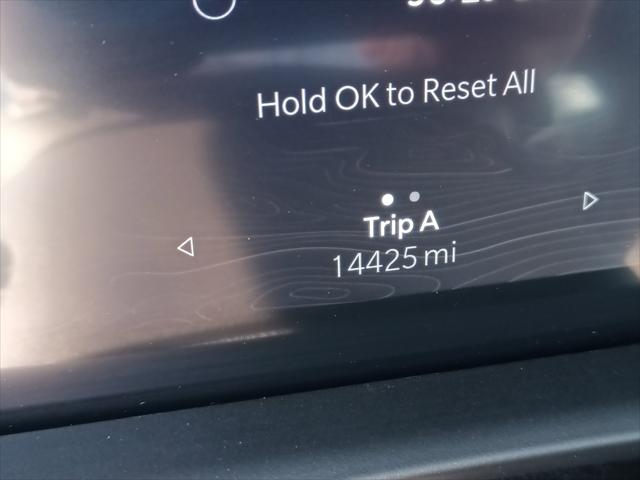 Hold OK to Reset All
Trip A
14425 mi